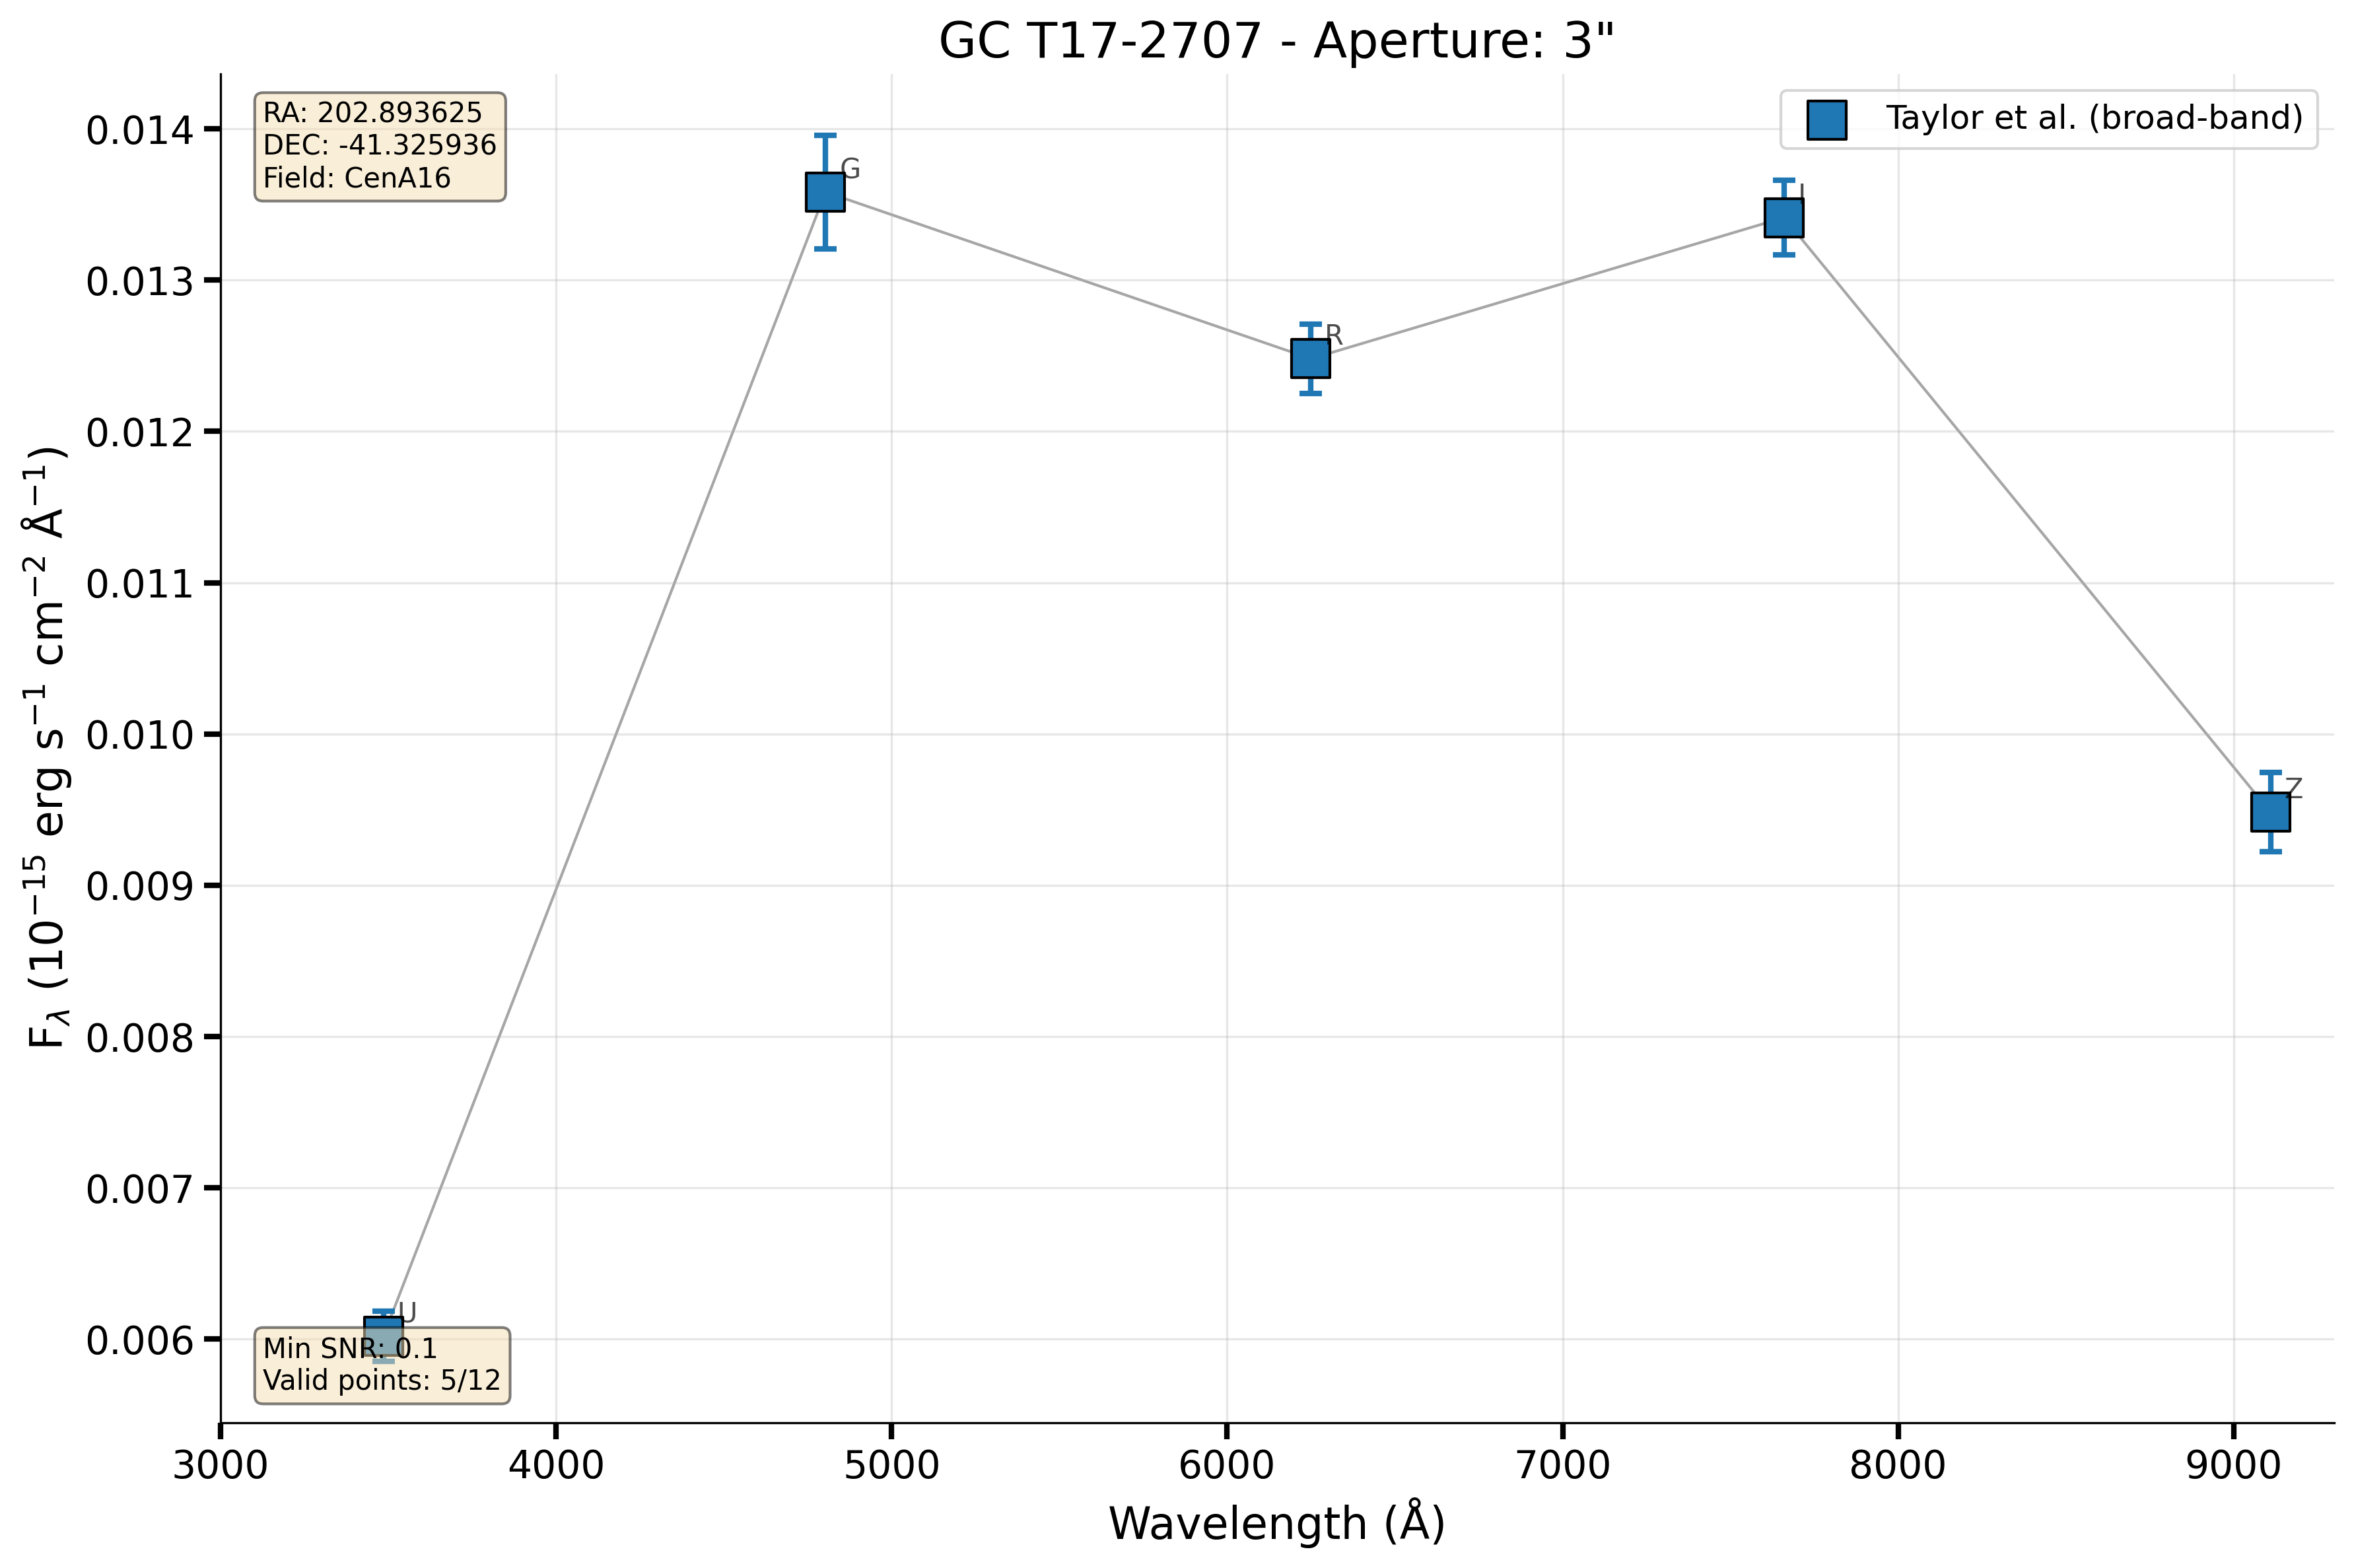 GC T17-2707 - Aperture: 3"
RA: 202.893625
DEC: -41.325936
Field: CenA16
Taylor et al. (broad-band)
G
I
R
Z
U
Min SNR: 0.1
Valid points: 5/12
0.014
0.013
0.012
0.011
0.010
0.009
0.008
0.007
0.006
F_λ (10⁻¹⁵ erg s⁻¹ cm⁻² Å⁻¹)
3000 4000 5000 6000 7000 8000 9000
Wavelength (Å)